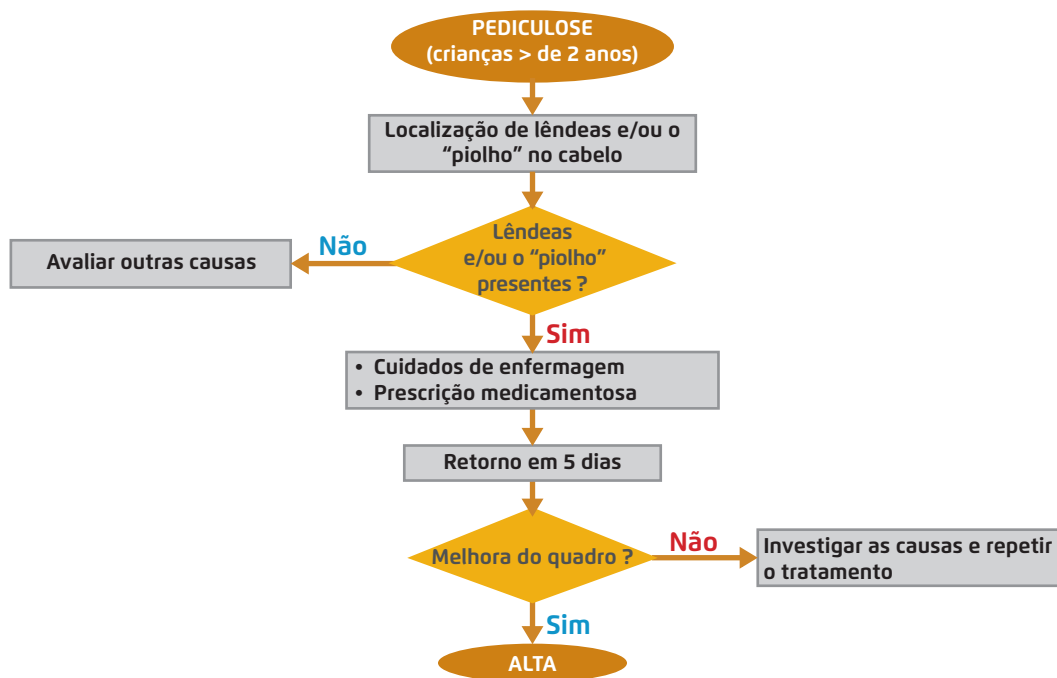 PEDICULOSE
(crianças > de 2 anos)
Localização de lêndeas e/ou o
“piolho” no cabelo
Lêndeas
e/ou o “piolho”
presentes ?
Não
Avaliar outras causas
Sim
• Cuidados de enfermagem
• Prescrição medicamentosa
Retorno em 5 dias
Melhora do quadro ?
Não
Investigar as causas e repetir
o tratamento
Sim
ALTA